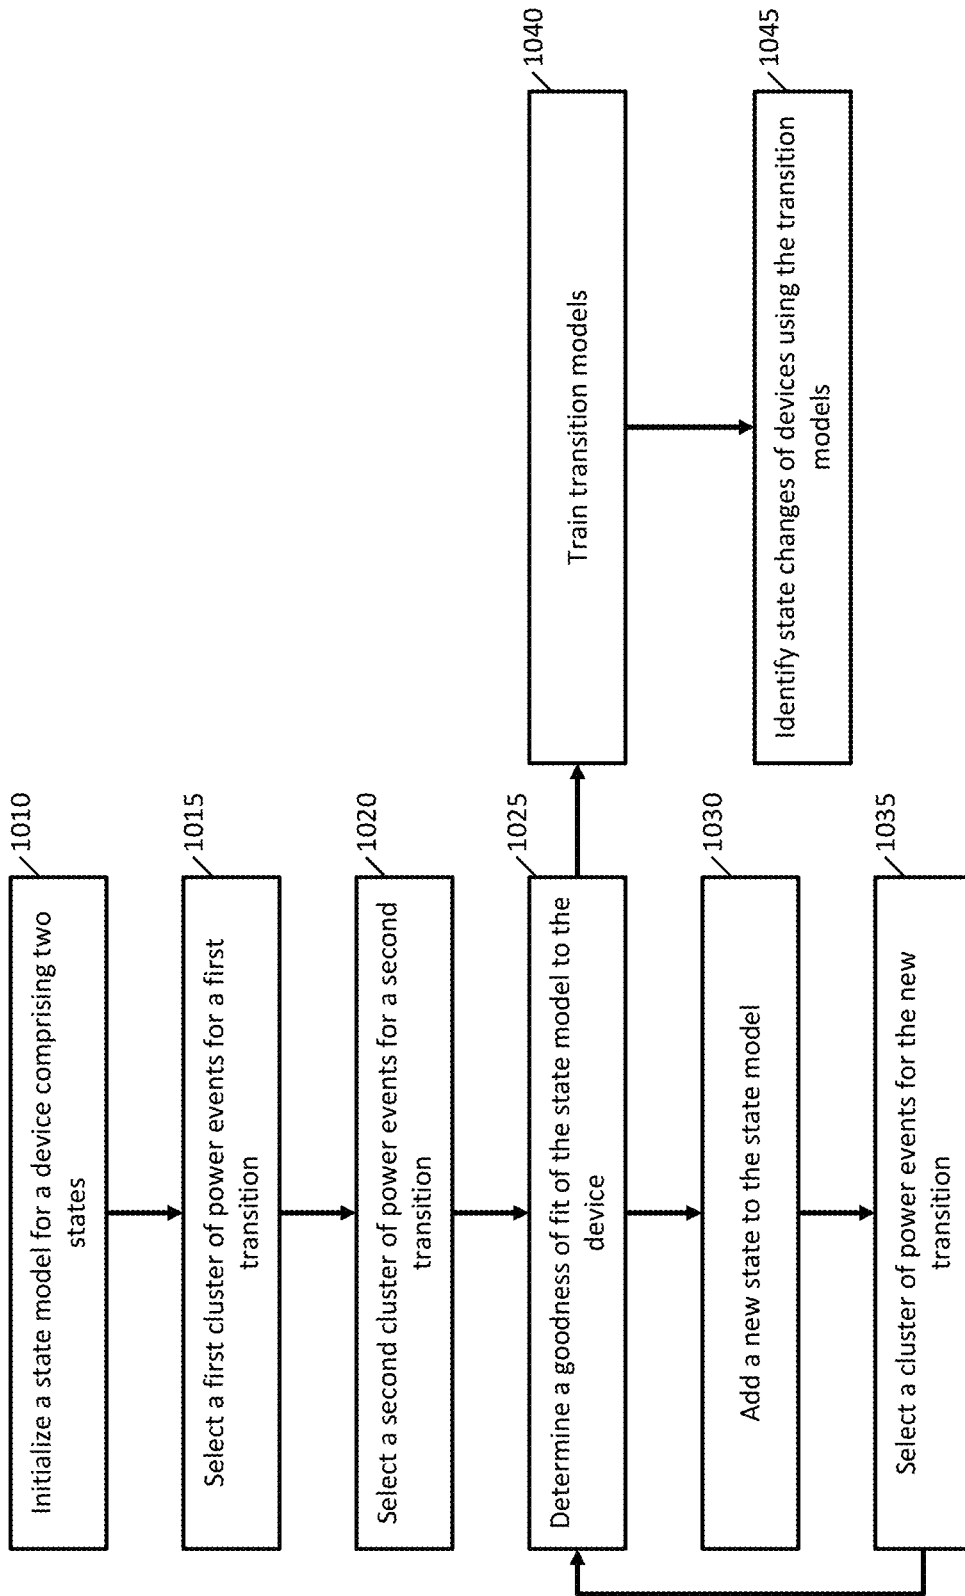 1010
Initialize a state model for a device comprising two
states
1015
Select a first cluster of power events for a first
transition
1020
Select a second cluster of power events for a second
transition
1025
Determine a goodness of fit of the state model to the
device
1030
Add a new state to the state model
1035
Select a cluster of power events for the new
transition
1040
Train transition models
1045
Identify state changes of devices using the transition
models